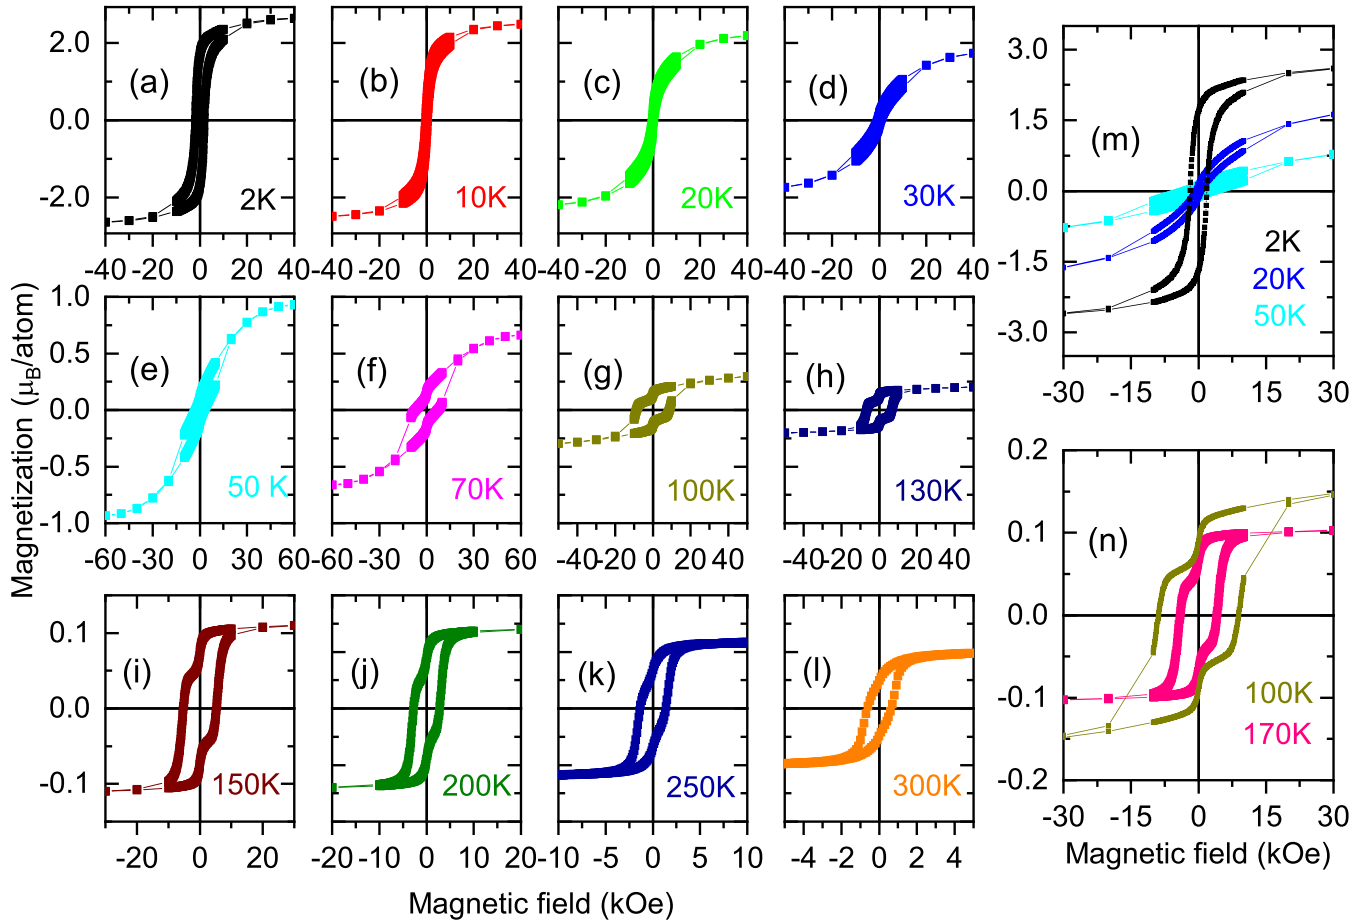 (a) 2K
(b) 10K
(c) 20K
(d) 30K
2.0
0.0
-2.0
-40 -20 0 20 40
-40 -20 0 20 40
-40 -20 0 20 40
-40 -20 0 20 40
(e) 50 K
(f) 70K
(g) 100K
(h) 130K
1.0
0.5
0.0
-0.5
-1.0
-60 -30 0 30 60
-60 -30 0 30 60
-40 -20 0 20 40
-40 -20 0 20 40
(i) 150K
(j) 200K
(k) 250K
(l) 300K
0.1
0.0
-0.1
-20 0 20
-20 -10 0 10 20
-10 -5 0 5 10
-4 -2 0 2 4
Magnetization (μB/atom)
Magnetic field (kOe)
(m)
3.0
1.5
0.0
-1.5
-3.0
2K
20K
50K
-30 -15 0 15 30
(n)
0.2
0.1
0.0
-0.1
-0.2
100K
170K
-30 -15 0 15 30
Magnetic field (kOe)